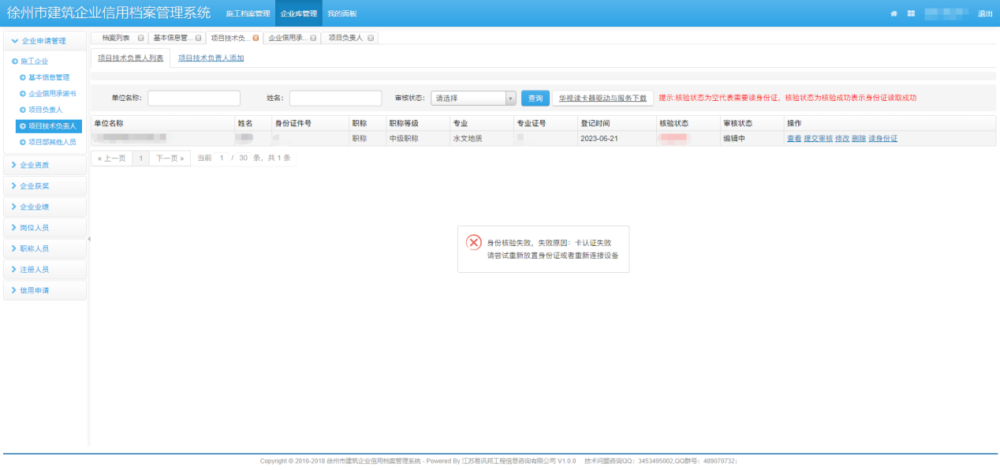 徐州市建筑企业信用档案管理系统 施工档案管理 企业库管理 我的面板 退出
企业申请管理
施工企业
基本信息管理
企业信用承诺书
项目负责人
项目技术负责人
项目部其他人员
企业资质
企业获奖
企业业绩
岗位人员
职称人员
注册人员
信用申请
档案列表 基本信息管... 项目技术负... 企业信用承... 项目负责人
项目技术负责人列表 项目技术负责人添加
单位名称: 姓名: 审核状态: 请选择 查询 华视读卡器驱动与服务下载 提示:核验状态为空代表需要读身份证，核验状态为核验成功表示身份证读取成功
单位名称 姓名 身份证件号 职称 职称等级 专业 专业证号 登记时间 核验状态 审核状态 操作
职称 中级职称 水文地质 2023-06-21 编辑中 查看 提交审核 修改 删除 读身份证
« 上一页 1 下一页 » 当前 1 / 30 条，共 1 条
身份核验失败，失败原因：卡认证失败
请尝试重新放置身份证或者重新连接设备
Copyright © 2016-2018 徐州市建筑企业信用档案管理系统 - Powered By 江苏易讯邦工程信息咨询有限公司 V1.0.0 技术问题咨询QQ：3453495002,QQ群号：489070732;